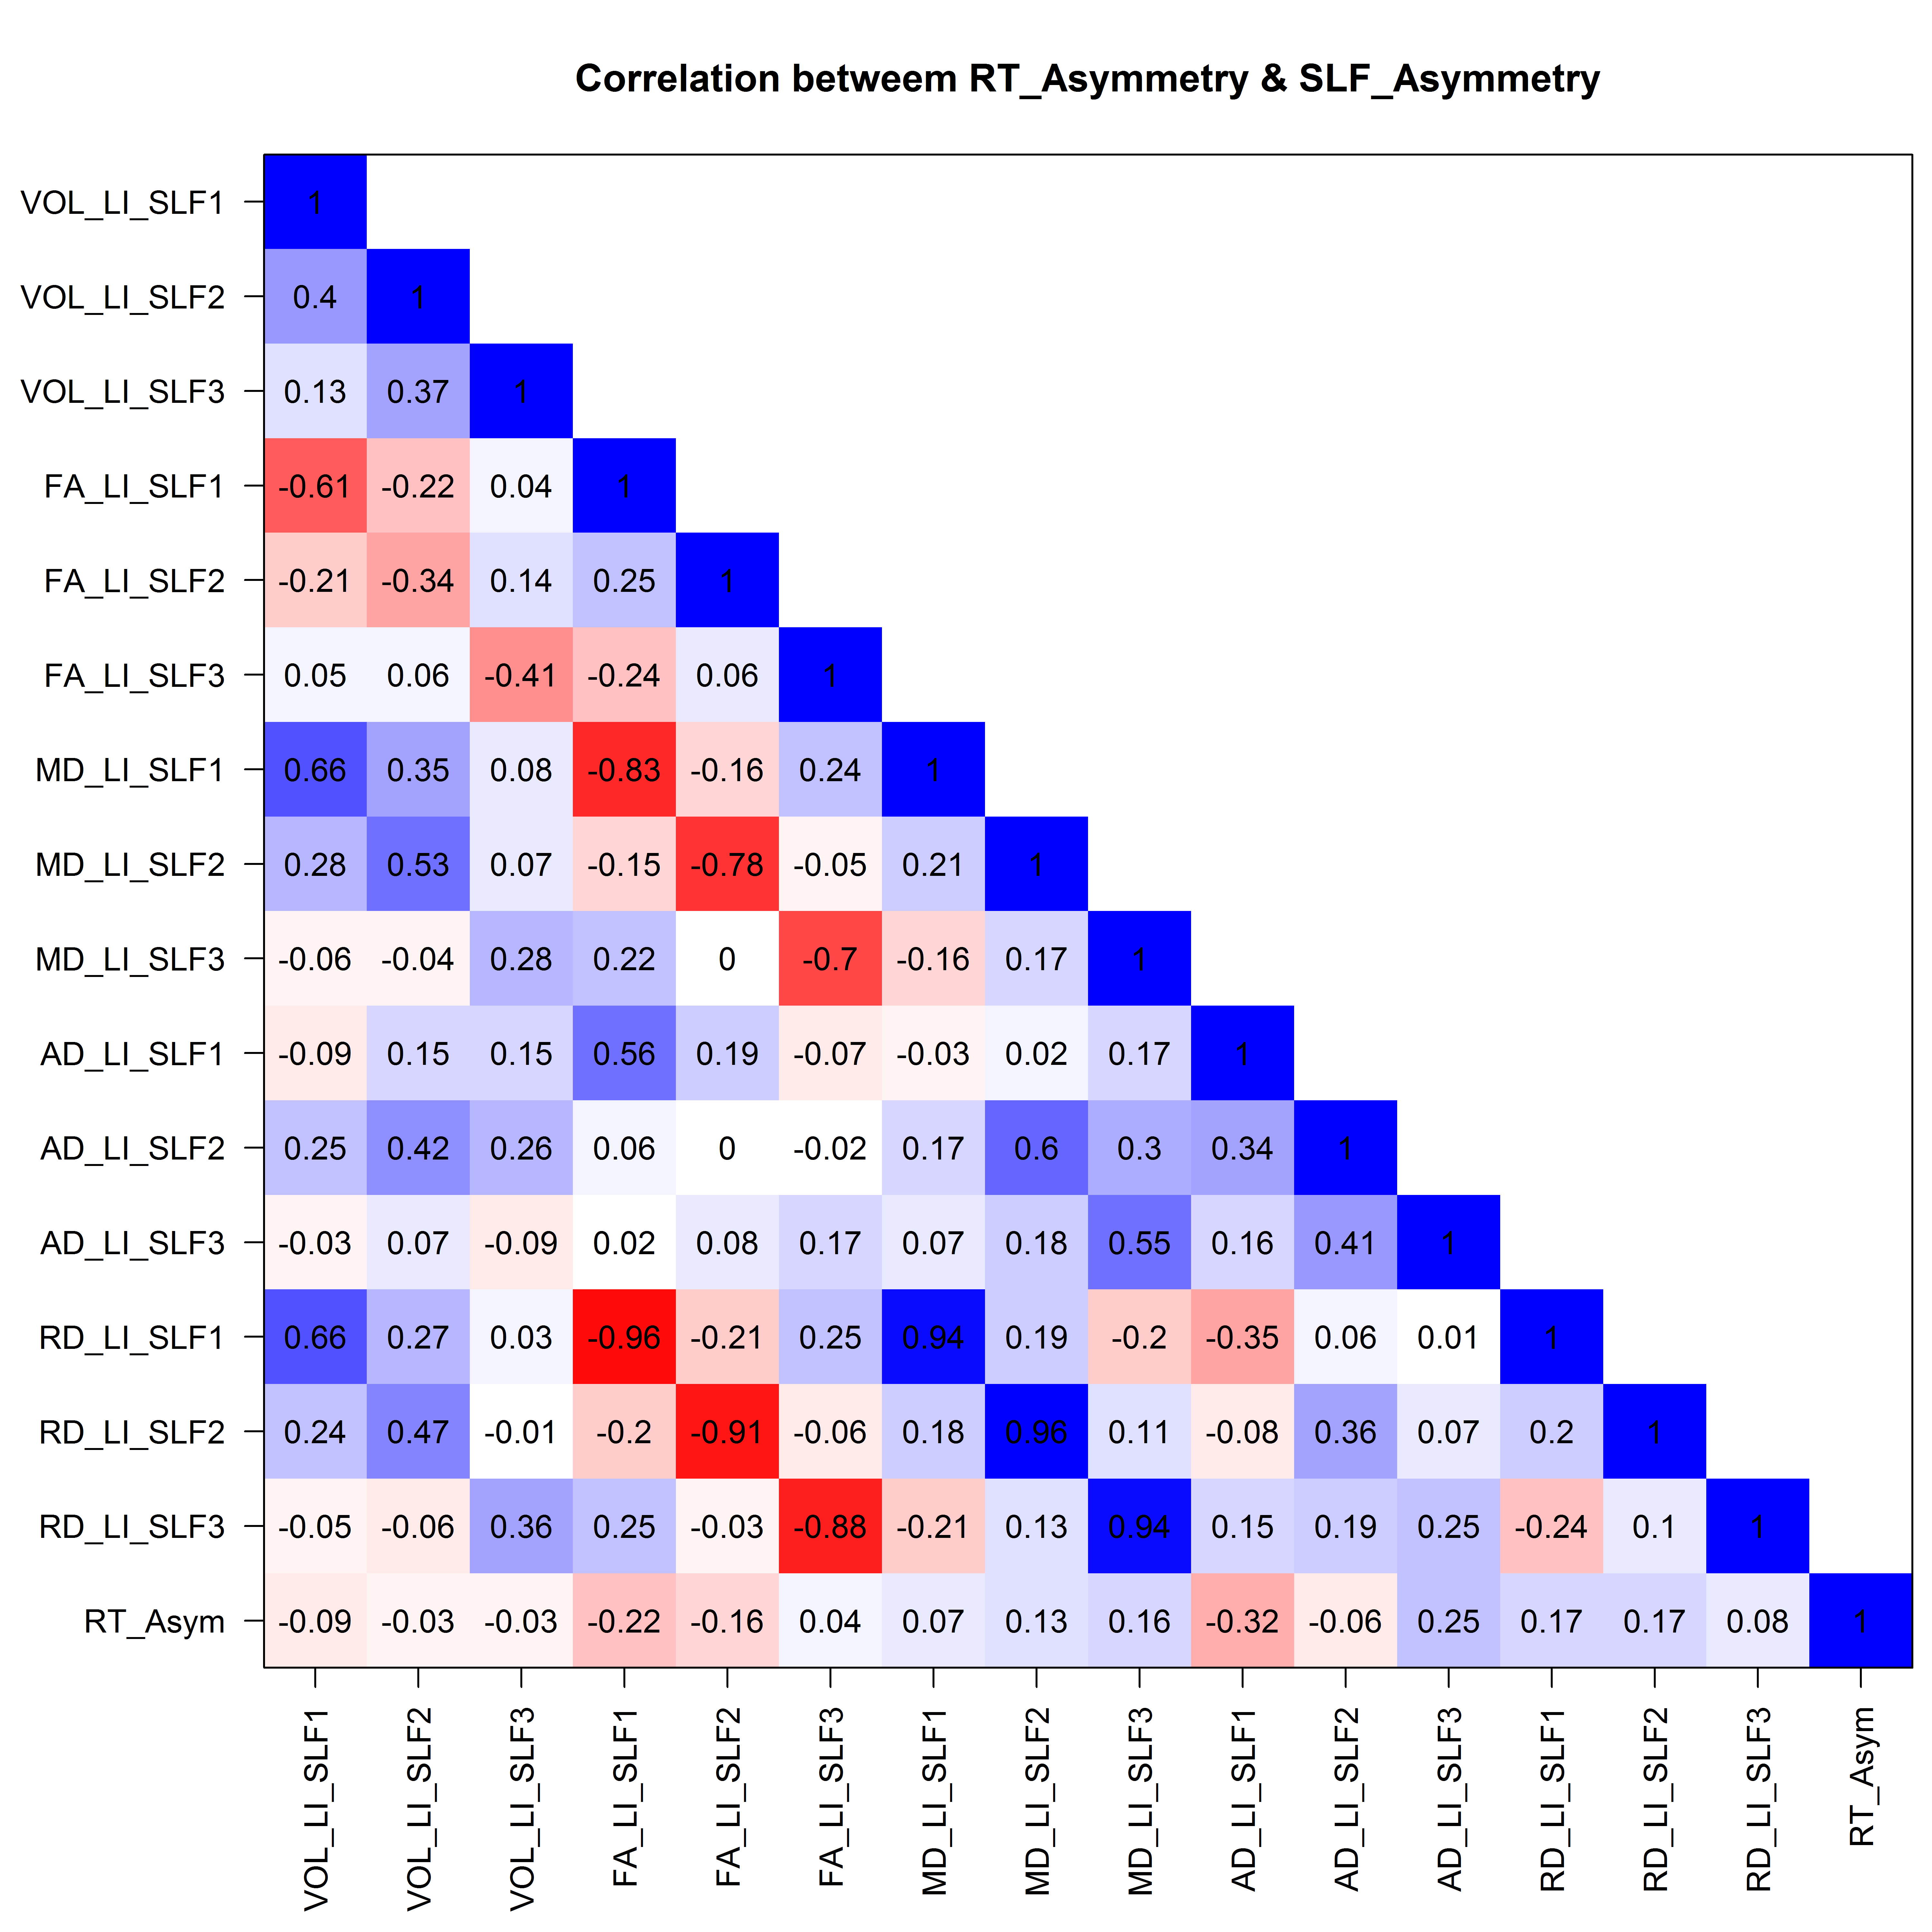 Correlation betweem RT_Asymmetry & SLF_Asymmetry
VOL_LI_SLF1 1
VOL_LI_SLF2 0.4 1
VOL_LI_SLF3 0.13 0.37 1
FA_LI_SLF1 -0.61 -0.22 0.04 1
FA_LI_SLF2 -0.21 -0.34 0.14 0.25 1
FA_LI_SLF3 0.05 0.06 -0.41 -0.24 0.06 1
MD_LI_SLF1 0.66 0.35 0.08 -0.83 -0.16 0.24 1
MD_LI_SLF2 0.28 0.53 0.07 -0.15 -0.78 -0.05 0.21 1
MD_LI_SLF3 -0.06 -0.04 0.28 0.22 0 -0.7 -0.16 0.17 1
AD_LI_SLF1 -0.09 0.15 0.15 0.56 0.19 -0.07 -0.03 0.02 0.17 1
AD_LI_SLF2 0.25 0.42 0.26 0.06 0 -0.02 0.17 0.6 0.3 0.34 1
AD_LI_SLF3 -0.03 0.07 -0.09 0.02 0.08 0.17 0.07 0.18 0.55 0.16 0.41 1
RD_LI_SLF1 0.66 0.27 0.03 -0.96 -0.21 0.25 0.94 0.19 -0.2 -0.35 0.06 0.01 1
RD_LI_SLF2 0.24 0.47 -0.01 -0.2 -0.91 -0.06 0.18 0.96 0.11 -0.08 0.36 0.07 0.2 1
RD_LI_SLF3 -0.05 -0.06 0.36 0.25 -0.03 -0.88 -0.21 0.13 0.94 0.15 0.19 0.25 -0.24 0.1 1
RT_Asym -0.09 -0.03 -0.03 -0.22 -0.16 0.04 0.07 0.13 0.16 -0.32 -0.06 0.25 0.17 0.17 0.08 1
VOL_LI_SLF1
VOL_LI_SLF2
VOL_LI_SLF3
FA_LI_SLF1
FA_LI_SLF2
FA_LI_SLF3
MD_LI_SLF1
MD_LI_SLF2
MD_LI_SLF3
AD_LI_SLF1
AD_LI_SLF2
AD_LI_SLF3
RD_LI_SLF1
RD_LI_SLF2
RD_LI_SLF3
RT_Asym